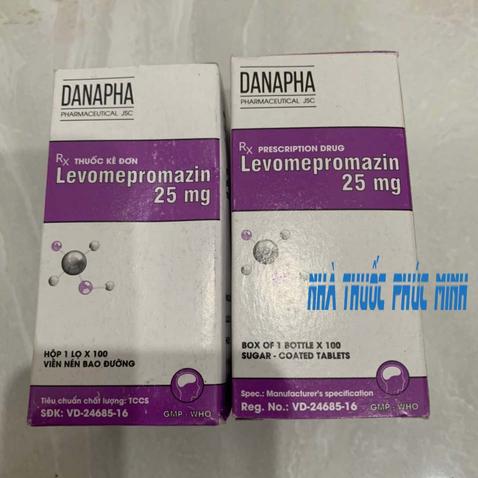 DANAPHA
PHARMACEUTICAL JSC
Rx THUỐC KÊ ĐƠN
Levomepromazin
25 mg
HỘP 1 LỌ X 100
VIÊN NÉN BAO ĐƯỜNG
Tiêu chuẩn chất lượng: TCCS
SĐK: VD-24685-16
GMP - WHO
DANAPHA
PHARMACEUTICAL JSC
Rx PRESCRIPTION DRUG
Levomepromazin
25 mg
NHÀ THUỐC PHÚC MINH
BOX OF 1 BOTTLE X 100
SUGAR - COATED TABLETS
Spec.: Manufacturer's specification
Reg. No.: VD-24685-16
GMP - WHO